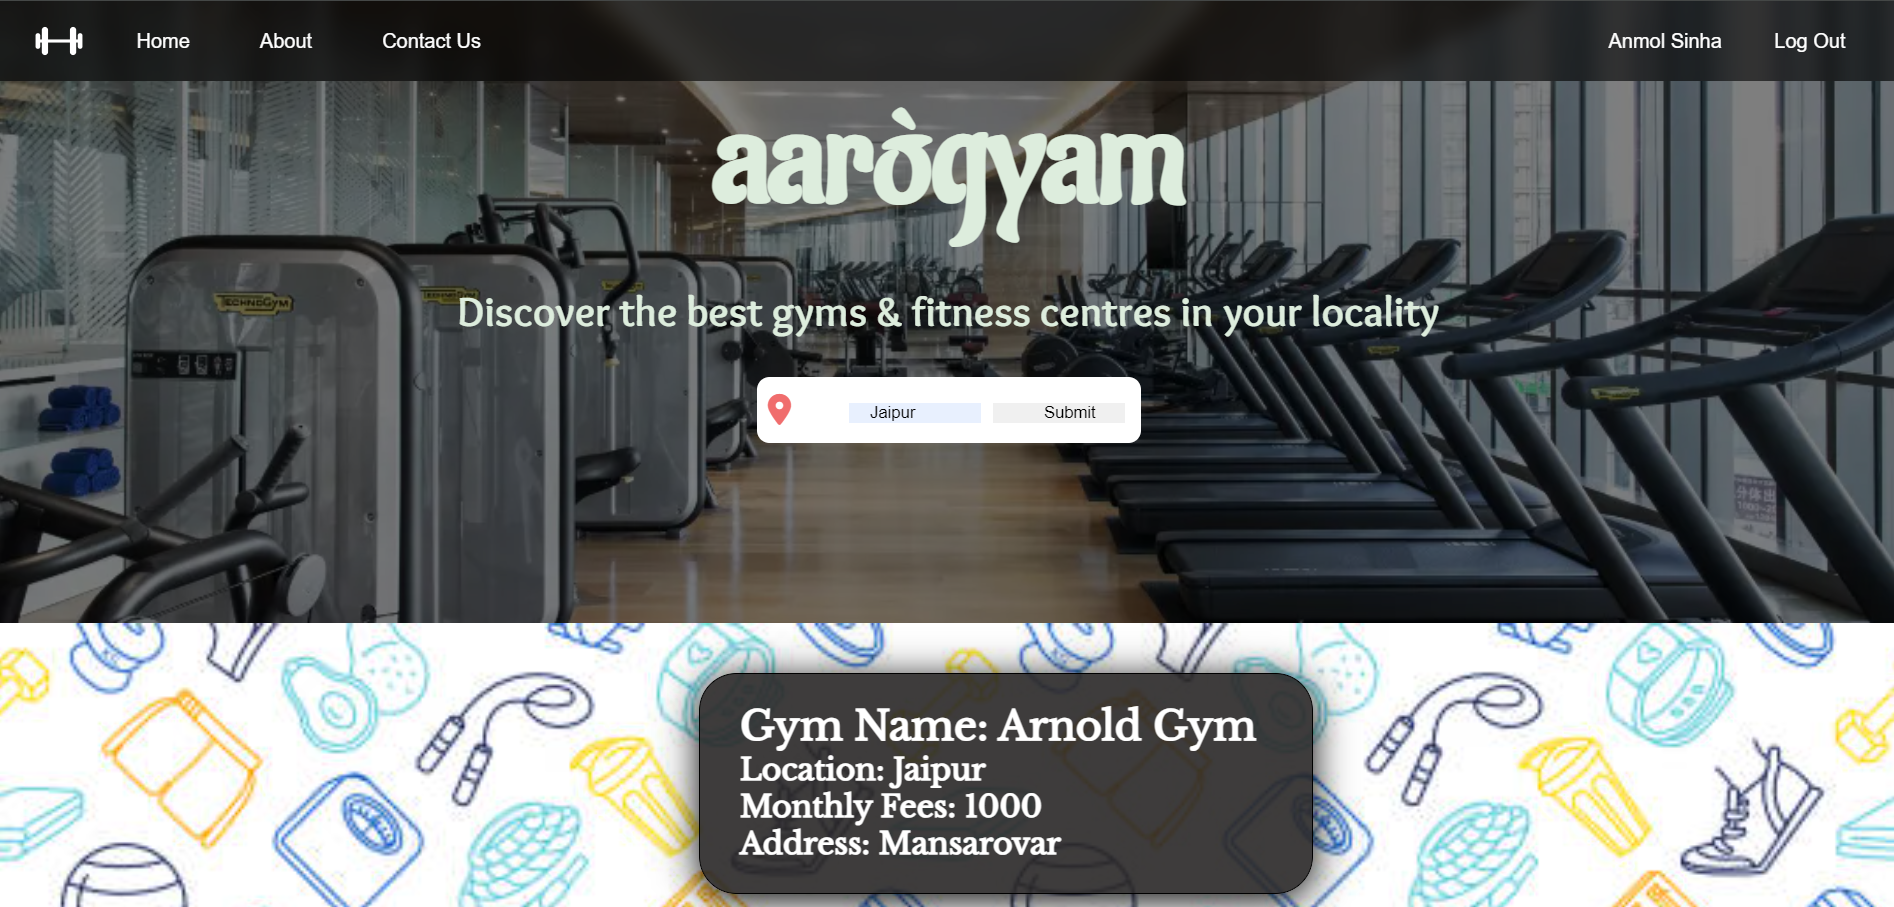 Home About Contact Us Anmol Sinha Log Out
aarògyam
TECHNOGYM
Discover the best gyms & fitness centres in your locality
Jaipur Submit
Gym Name: Arnold Gym
Location: Jaipur
Monthly Fees: 1000
Address: Mansarovar